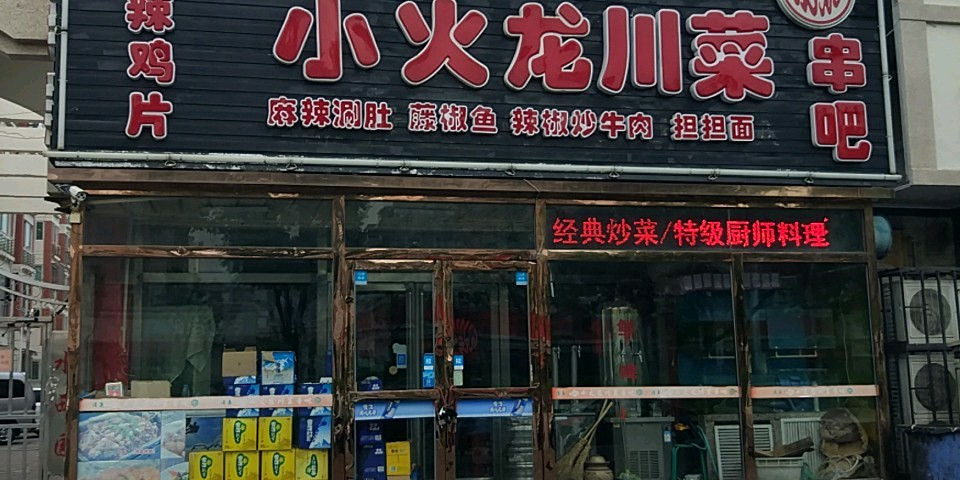 辣鸡片
小火龙川菜
串吧
麻辣涮肚 藤椒鱼 辣椒炒牛肉 担担面
经典炒菜/特级厨师料理